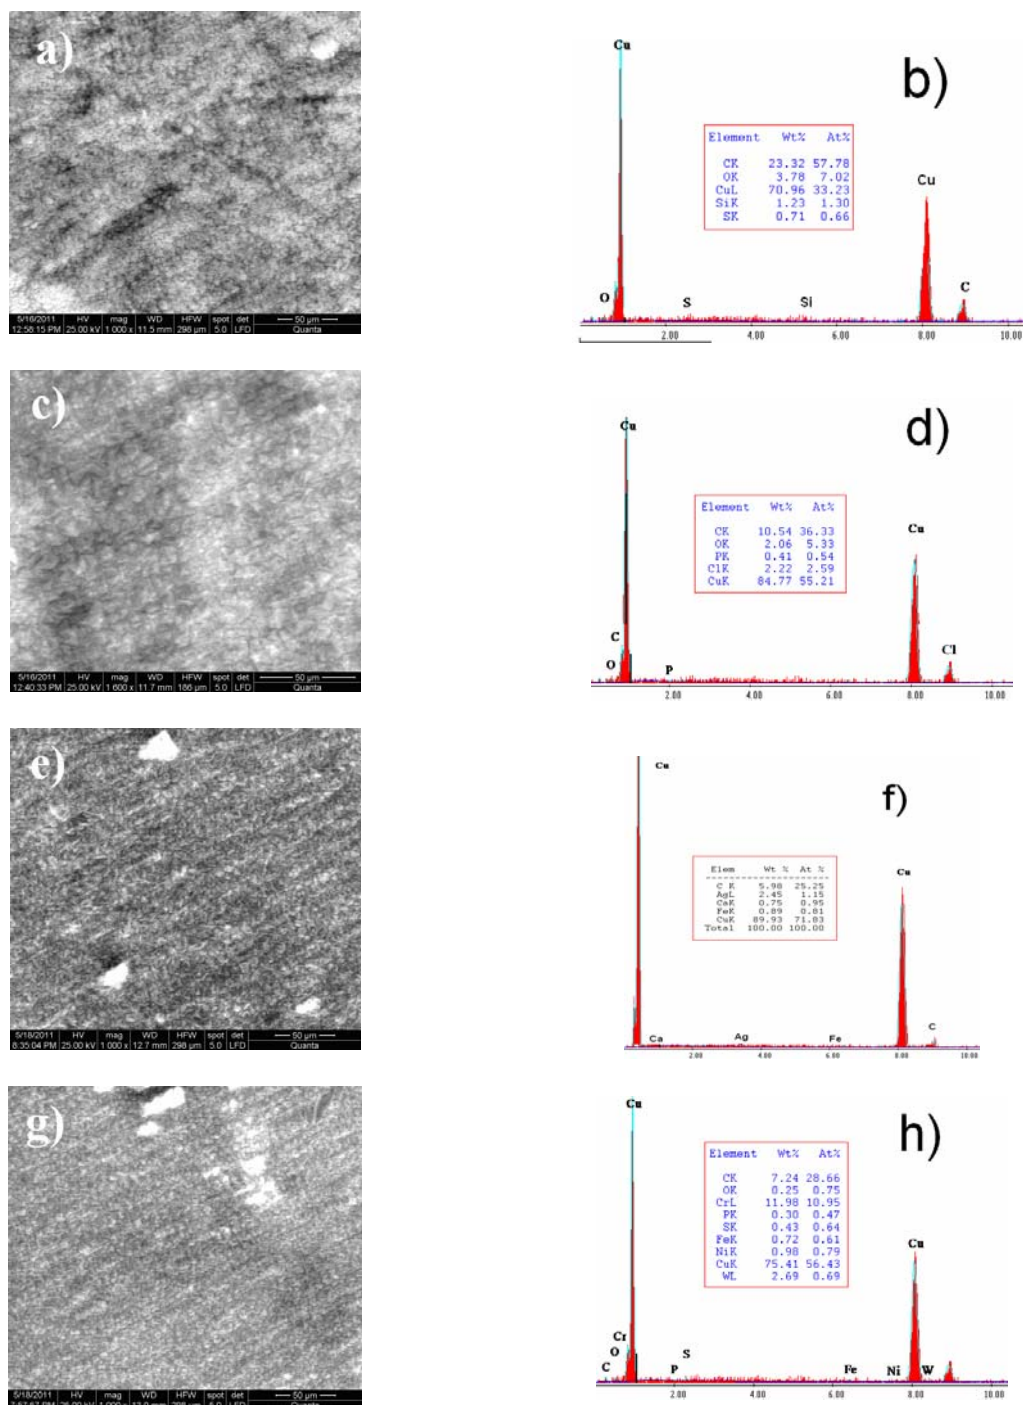 a)
5/16/2011 HV mag WD HFW spot det 50 µm
12:58:15 PM 25.00 kV 1 000 x 11.5 mm 298 µm 5.0 LFD Quanta
b)
Cu
Element Wt% At%
CK 23.32 57.78
OK 3.78 7.02
CuL 70.96 33.23
SiK 1.23 1.30
SK 0.71 0.66
Cu
O S Si C
2.00 4.00 6.00 8.00 10.00
c)
5/16/2011 HV mag WD HFW spot det 50 µm
12:40:33 PM 25.00 kV 1 600 x 11.7 mm 186 µm 5.0 LFD Quanta
d)
Cu
Element Wt% At%
CK 10.54 36.33
OK 2.06 5.33
PK 0.41 0.54
ClK 2.22 2.59
CuK 84.77 55.21
Cu
C
O P Cl
2.00 4.00 6.00 8.00 10.00
e)
5/18/2011 HV mag WD HFW spot det 50 µm
8:35:04 PM 25.00 kV 1 000 x 12.7 mm 298 µm 5.0 LFD Quanta
f)
Cu
Elem Wt % At %
C K 5.98 25.25
AgL 2.45 1.15
CaK 0.75 0.95
FeK 0.89 0.81
CuK 89.93 71.83
Total 100.00 100.00
Cu
Ca Ag Fe C
2.00 4.00 6.00 8.00 10.00
g)
5/18/2011 HV mag WD HFW spot det 50 µm
h)
Cu
Element Wt% At%
CK 7.24 28.66
OK 0.25 0.75
CrL 11.98 10.95
PK 0.30 0.47
SK 0.43 0.64
FeK 0.72 0.61
NiK 0.98 0.79
CuK 75.41 56.43
WL 2.69 0.69
Cu
Cr
O S
C P Fe Ni W
2.00 4.00 6.00 8.00 10.00